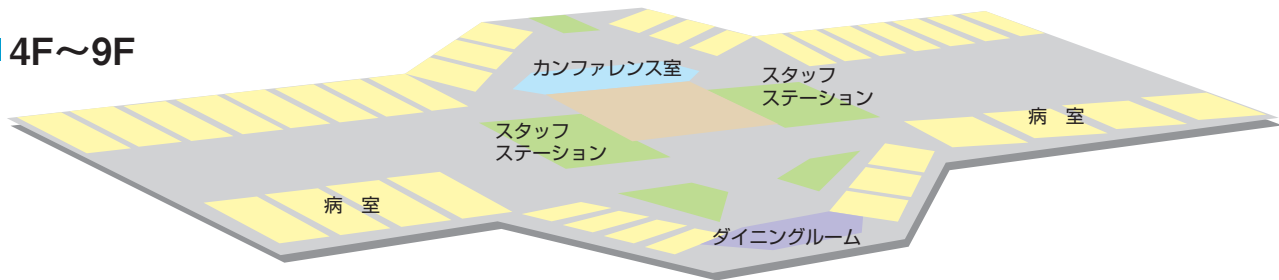 4F〜9F
カンファレンス室
スタッフ
ステーション
スタッフ
ステーション
病 室
病 室
ダイニングルーム